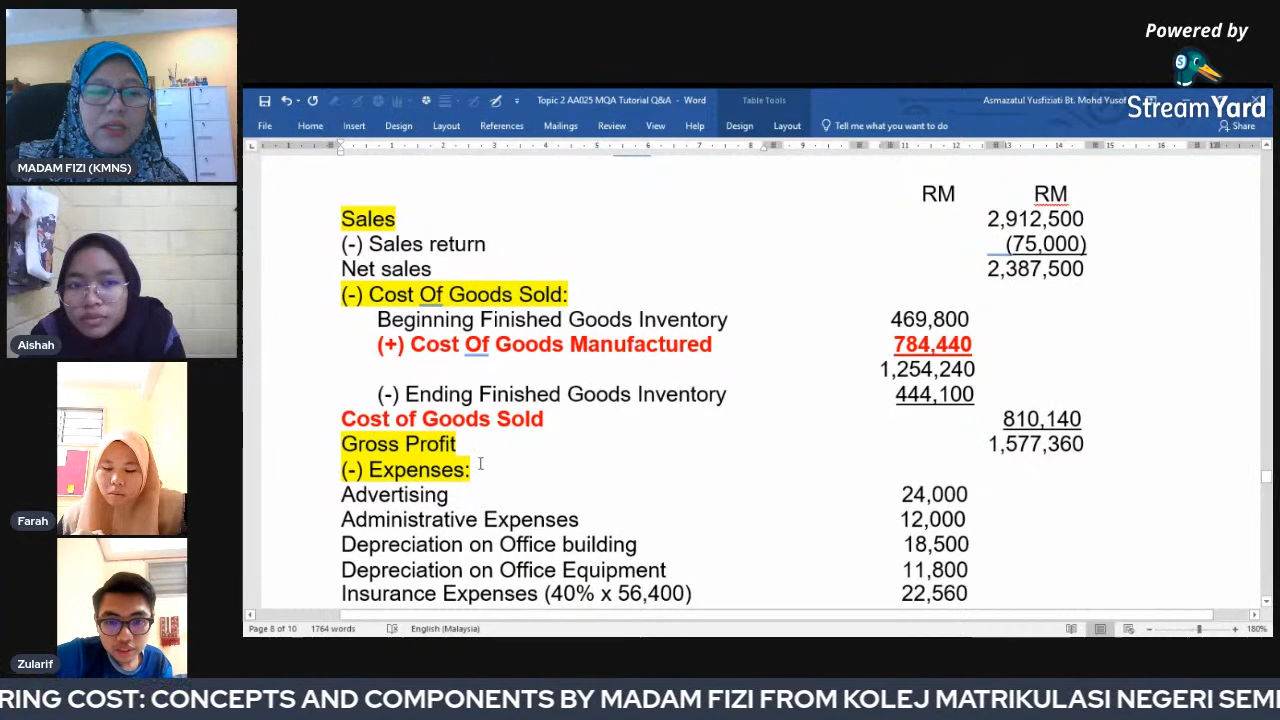 Powered by
StreamYard
MADAM FIZI (KMNS)
Aishah
Farah
Zularif
Topic 2 AA025 MQA Tutorial Q&A - Word
Table Tools
Asmazatul Yusfiziati Bt. Mohd Yusof
File Home Insert Design Layout References Mailings Review View Help Design Layout Tell me what you want to do Share
RM RM
Sales 2,912,500
(-) Sales return (75,000)
Net sales 2,387,500
(-) Cost Of Goods Sold:
Beginning Finished Goods Inventory 469,800
(+) Cost Of Goods Manufactured 784,440
1,254,240
(-) Ending Finished Goods Inventory 444,100
Cost of Goods Sold 810,140
Gross Profit 1,577,360
(-) Expenses:
Advertising 24,000
Administrative Expenses 12,000
Depreciation on Office building 18,500
Depreciation on Office Equipment 11,800
Insurance Expenses (40% x 56,400) 22,560
Page 8 of 10 1764 words English (Malaysia) 180%
RING COST: CONCEPTS AND COMPONENTS BY MADAM FIZI FROM KOLEJ MATRIKULASI NEGERI SEMI